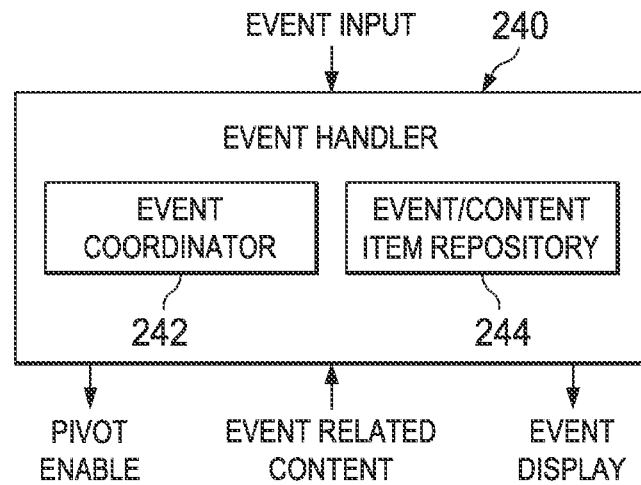 EVENT INPUT
240
EVENT HANDLER
EVENT
COORDINATOR
EVENT/CONTENT
ITEM REPOSITORY
242
244
PIVOT
ENABLE
EVENT RELATED
CONTENT
EVENT
DISPLAY